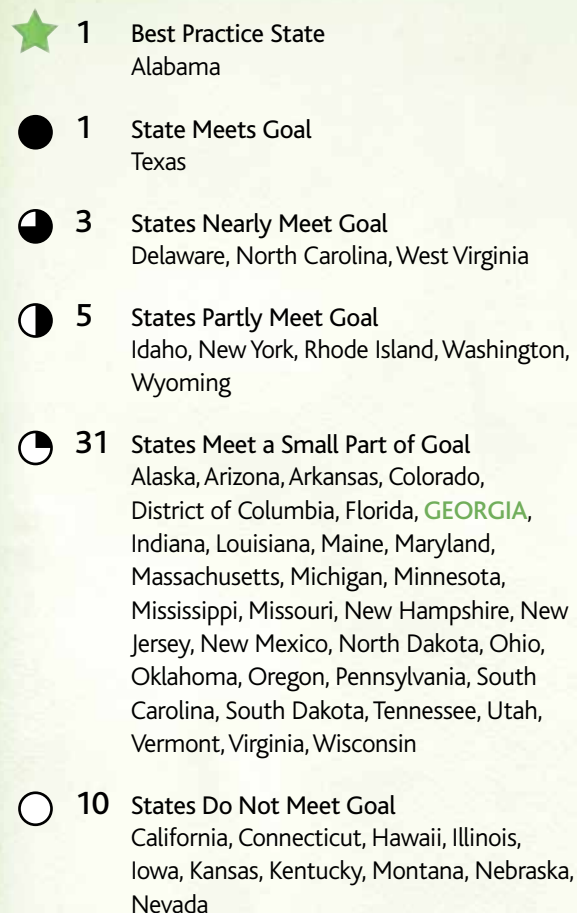 1 Best Practice State
Alabama
1 State Meets Goal
Texas
3 States Nearly Meet Goal
Delaware, North Carolina, West Virginia
5 States Partly Meet Goal
Idaho, New York, Rhode Island, Washington,
Wyoming
31 States Meet a Small Part of Goal
Alaska, Arizona, Arkansas, Colorado,
District of Columbia, Florida, GEORGIA,
Indiana, Louisiana, Maine, Maryland,
Massachusetts, Michigan, Minnesota,
Mississippi, Missouri, New Hampshire, New
Jersey, New Mexico, North Dakota, Ohio,
Oklahoma, Oregon, Pennsylvania, South
Carolina, South Dakota, Tennessee, Utah,
Vermont, Virginia, Wisconsin
10 States Do Not Meet Goal
California, Connecticut, Hawaii, Illinois,
Iowa, Kansas, Kentucky, Montana, Nebraska,
Nevada